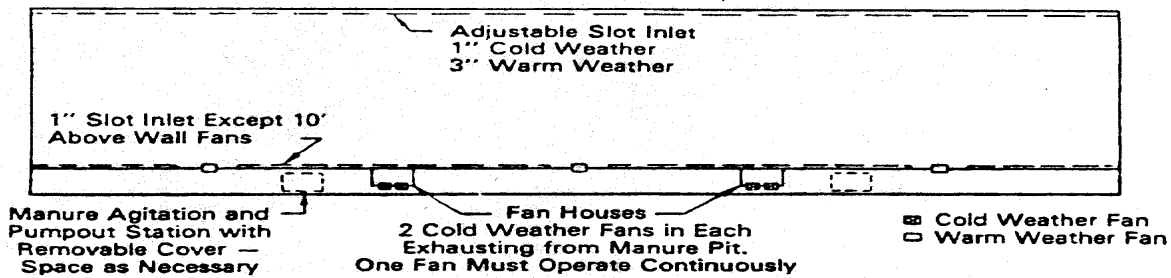 Adjustable Slot Inlet
1" Cold Weather
3" Warm Weather
1" Slot Inlet Except 10'
Above Wall Fans
Manure Agitation and
Pumpout Station with
Removable Cover —
Space as Necessary
Fan Houses
2 Cold Weather Fans in Each
Exhausting from Manure Pit.
One Fan Must Operate Continuously
Cold Weather Fan
Warm Weather Fan